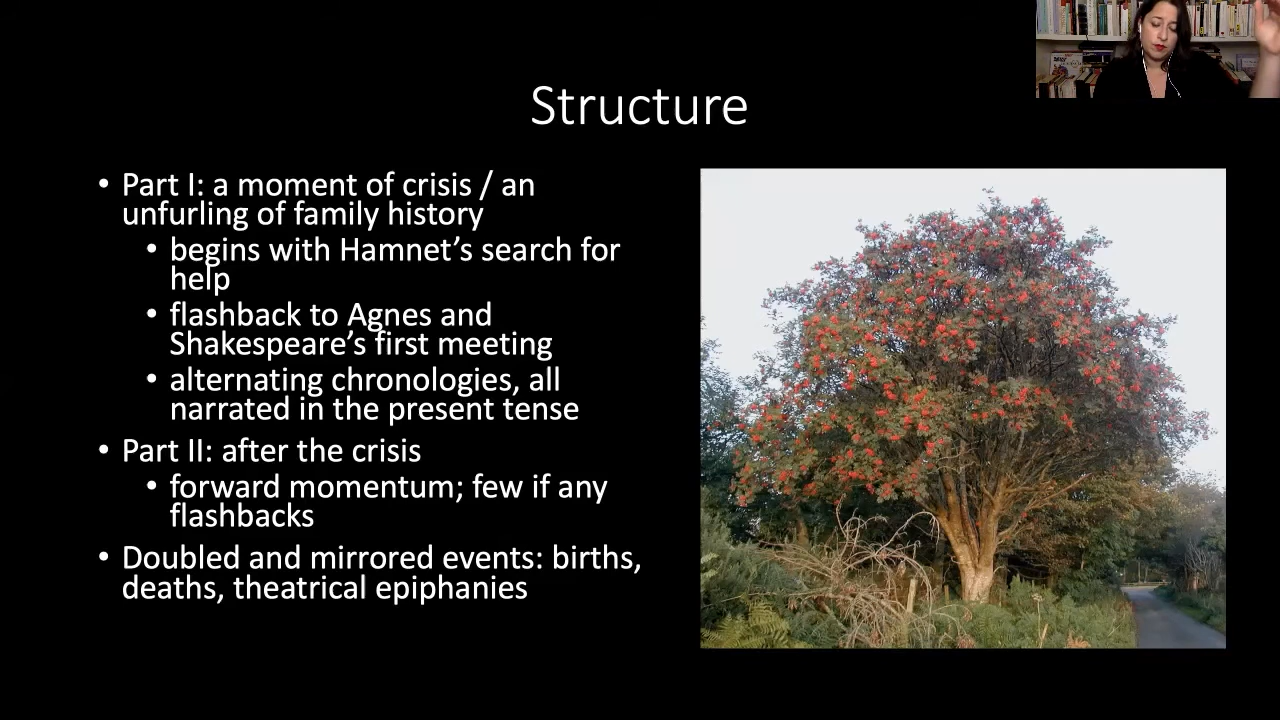 Structure
• Part I: a moment of crisis / an
unfurling of family history
• begins with Hamnet’s search for
help
• flashback to Agnes and
Shakespeare’s first meeting
• alternating chronologies, all
narrated in the present tense
• Part II: after the crisis
• forward momentum; few if any
flashbacks
• Doubled and mirrored events: births,
deaths, theatrical epiphanies